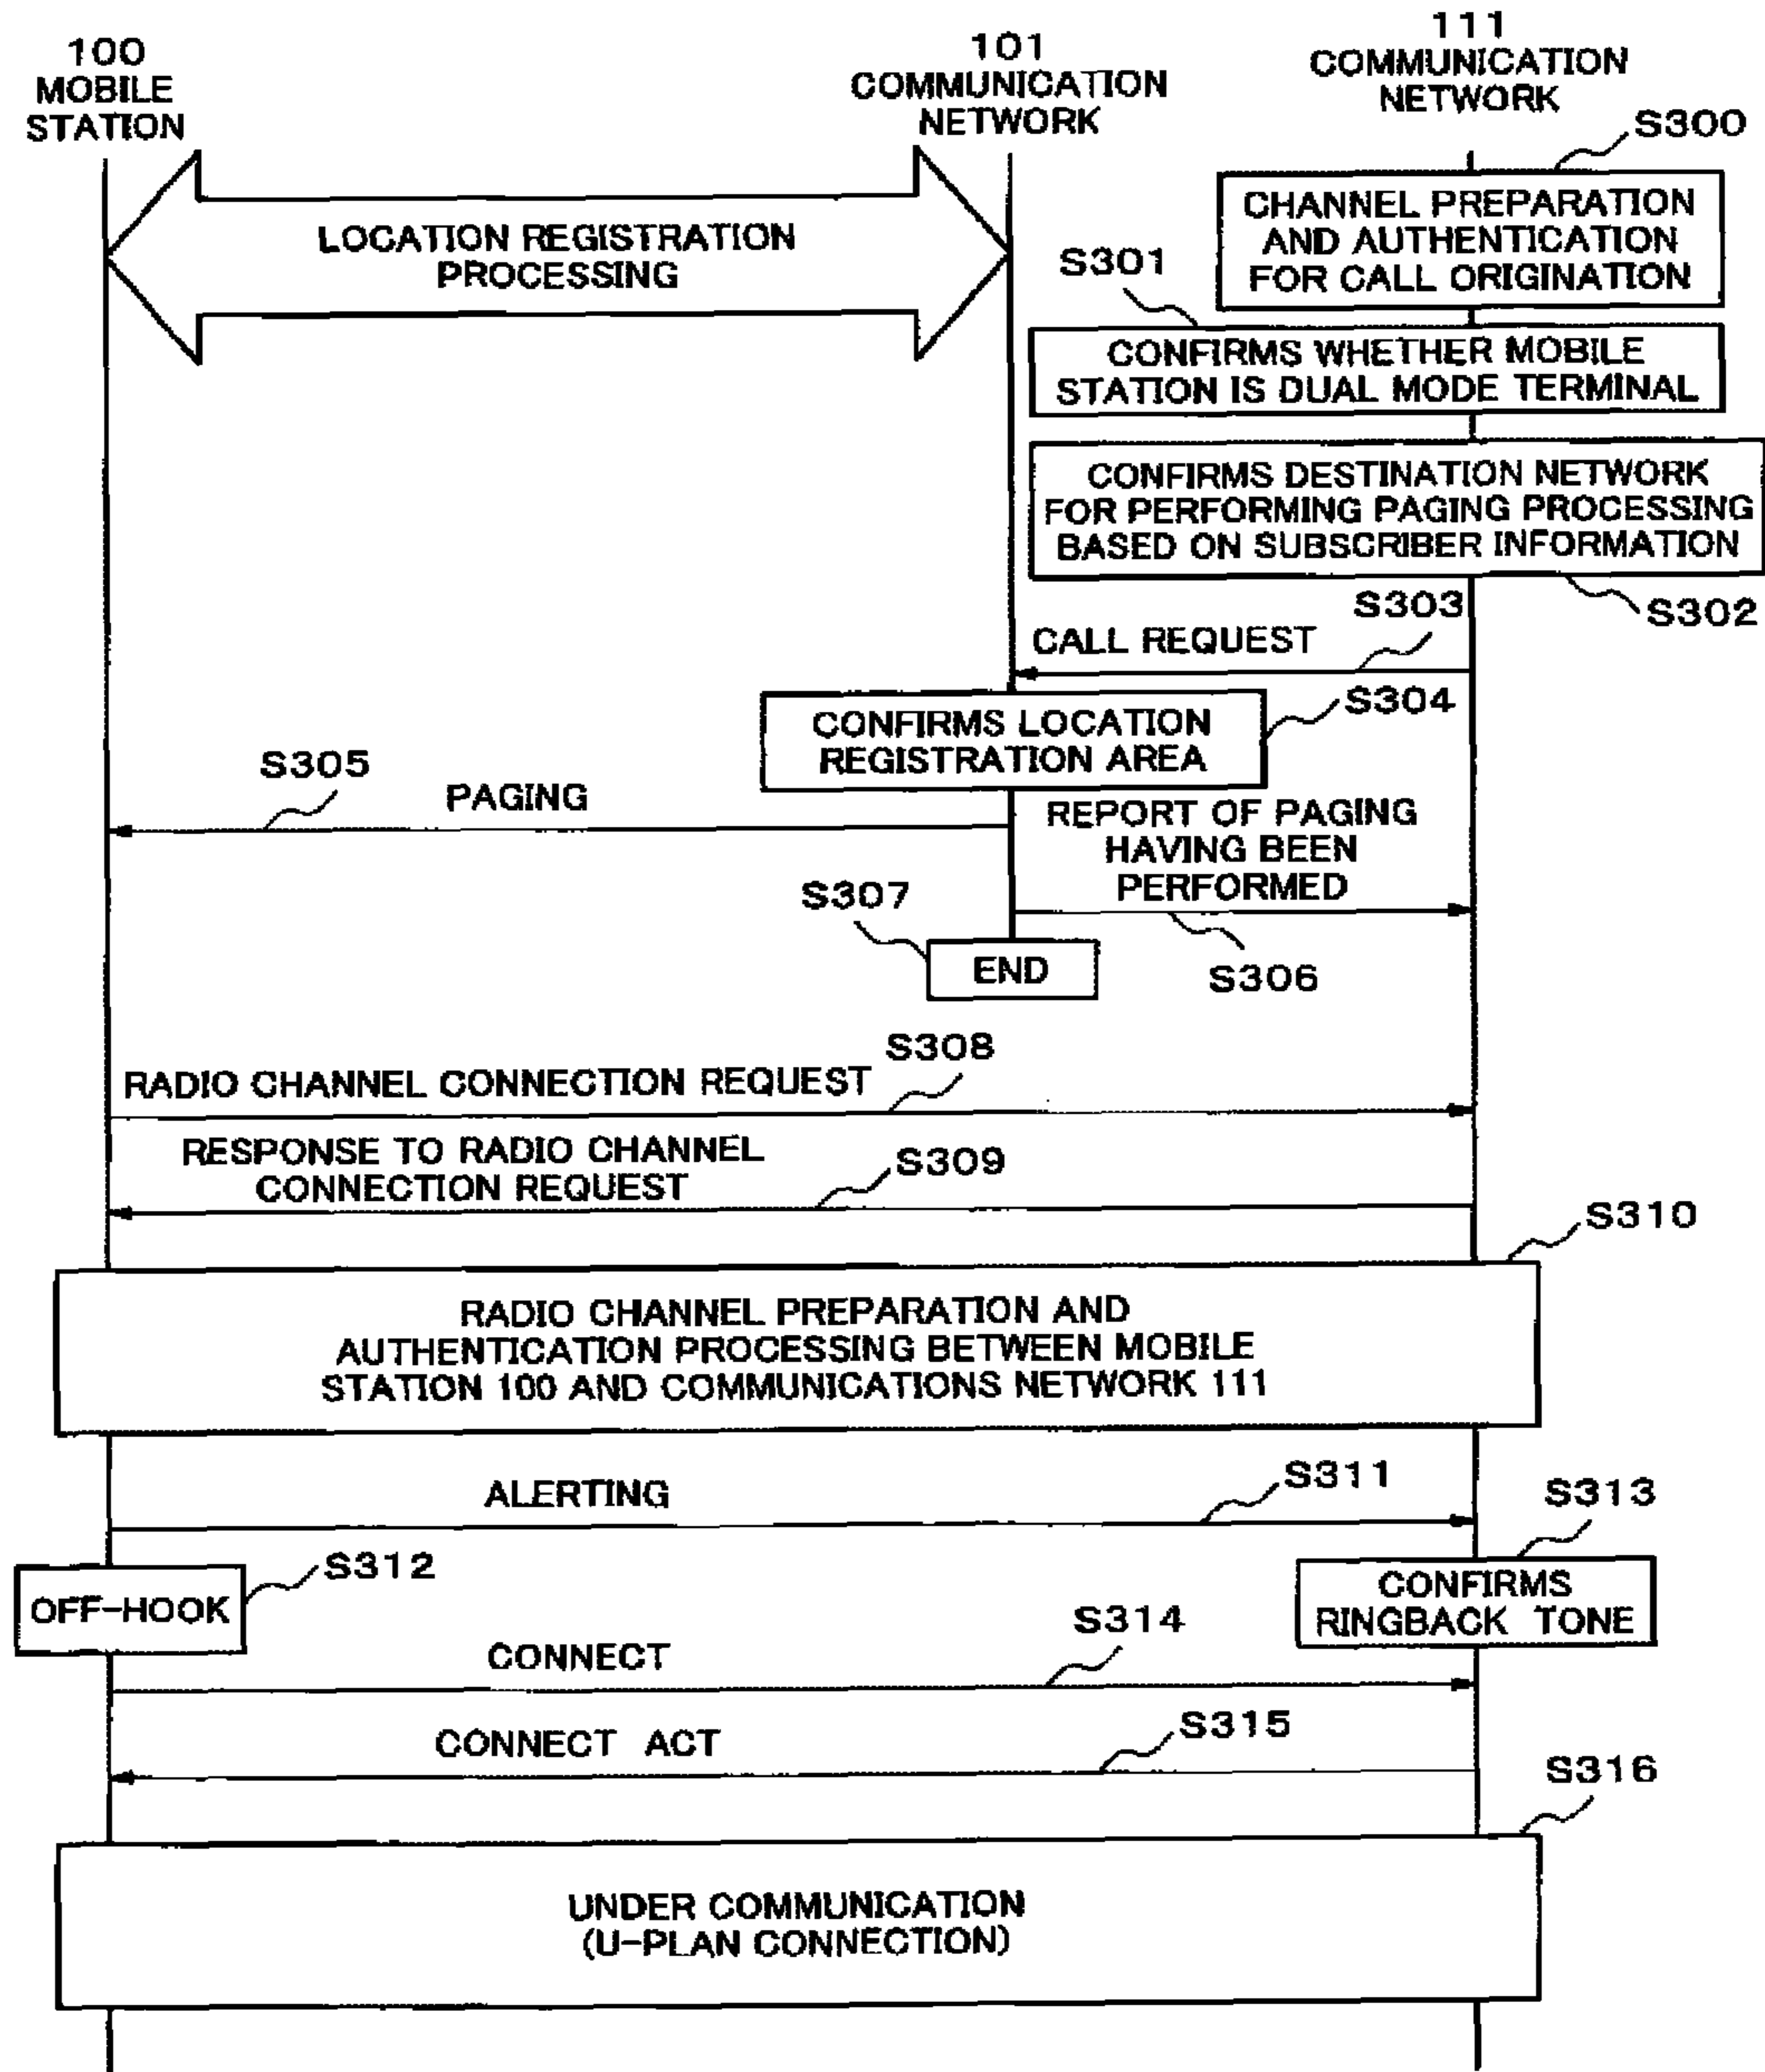 100
MOBILE
STATION
101
COMMUNICATION
NETWORK
111
COMMUNICATION
NETWORK
S300
CHANNEL PREPARATION
AND AUTHENTICATION
FOR CALL ORIGINATION
LOCATION REGISTRATION
PROCESSING
S301
CONFIRMS WHETHER MOBILE
STATION IS DUAL MODE TERMINAL
CONFIRMS DESTINATION NETWORK
FOR PERFORMING PAGING PROCESSING
BASED ON SUBSCRIBER INFORMATION
S302
S303
CALL REQUEST
S304
CONFIRMS LOCATION
REGISTRATION AREA
S305
PAGING
REPORT OF PAGING
HAVING BEEN
PERFORMED
S307
END
S306
S308
RADIO CHANNEL CONNECTION REQUEST
RESPONSE TO RADIO CHANNEL
CONNECTION REQUEST
S309
S310
RADIO CHANNEL PREPARATION AND
AUTHENTICATION PROCESSING BETWEEN MOBILE
STATION 100 AND COMMUNICATIONS NETWORK 111
ALERTING
S311
S313
S312
OFF-HOOK
CONFIRMS
RINGBACK TONE
S314
CONNECT
S315
CONNECT ACT
S316
UNDER COMMUNICATION
(U-PLAN CONNECTION)